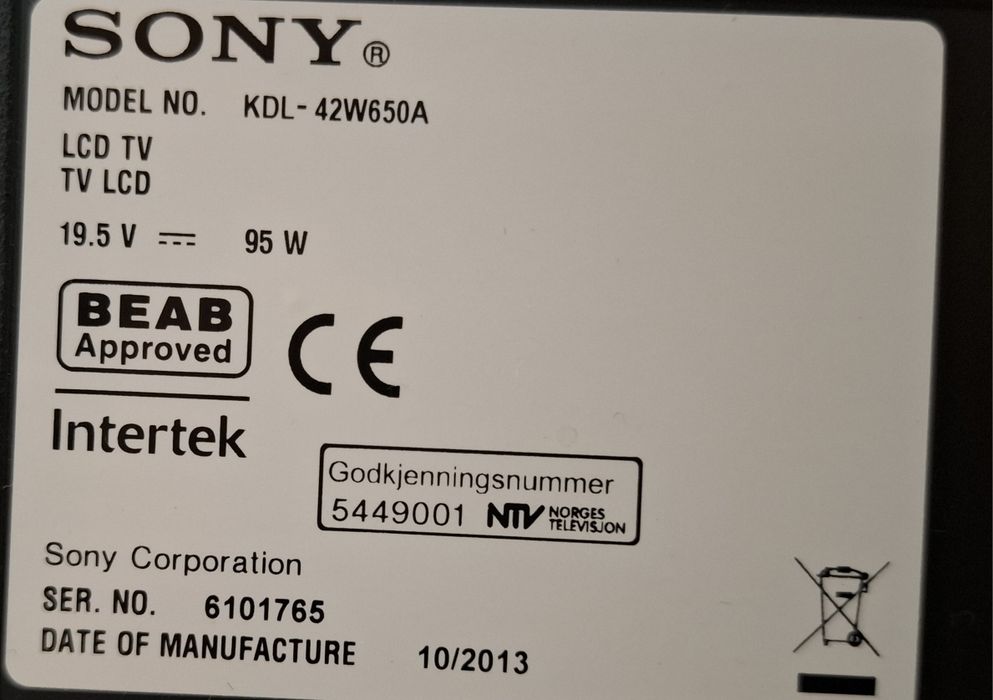 SONY®
MODEL NO. KDL-42W650A
LCD TV
TV LCD
19.5 V ⎓ 95 W
BEAB
Approved
CE
Intertek
Godkjenningsnummer
5449001 NTV NORGES TELEVISJON
Sony Corporation
SER. NO. 6101765
DATE OF MANUFACTURE 10/2013